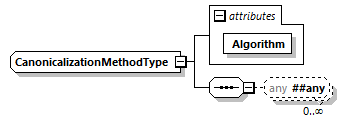 attributes
Algorithm
CanonicalizationMethodType
any ##any
0..∞